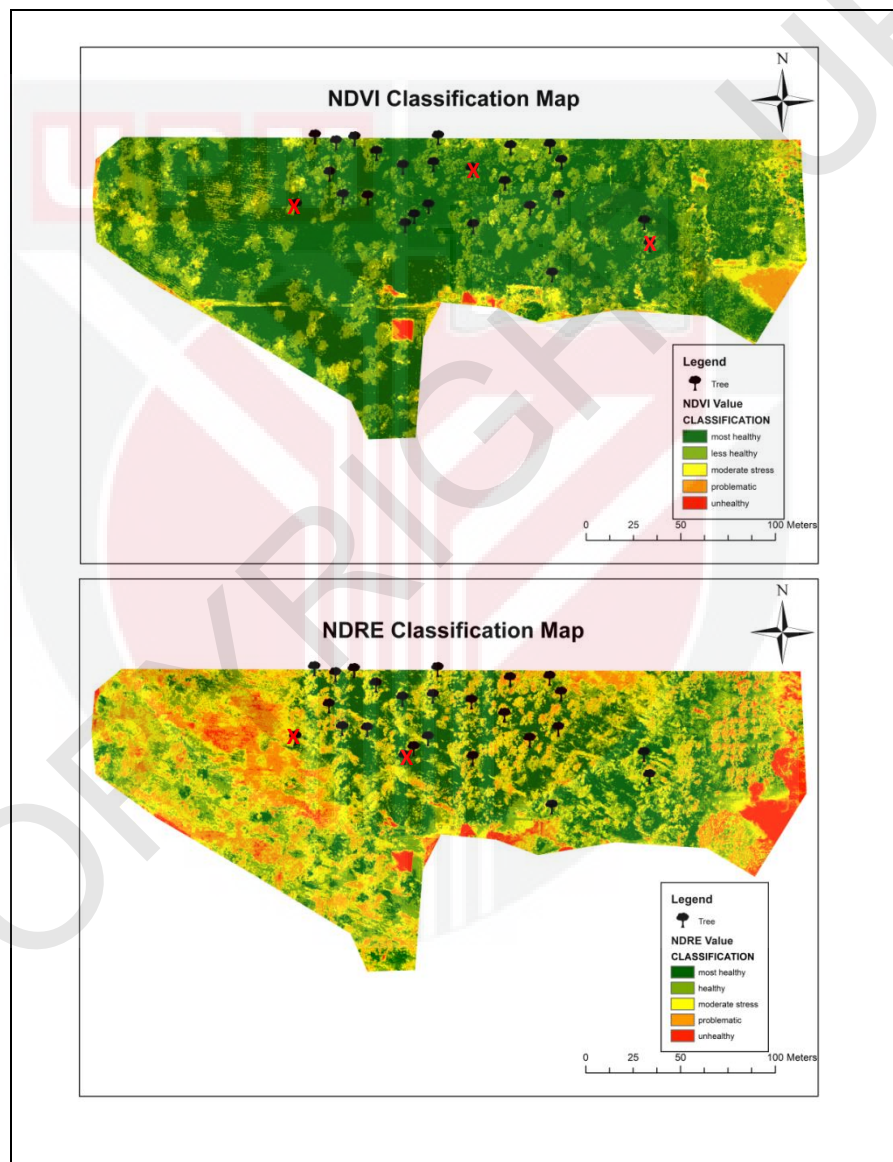 NDVI Classification Map
N
Legend
Tree
NDVI Value
CLASSIFICATION
most healthy
less healthy
moderate stress
problematic
unhealthy
0 25 50 100 Meters
NDRE Classification Map
N
Legend
Tree
NDRE Value
CLASSIFICATION
most healthy
healthy
moderate stress
problematic
unhealthy
0 25 50 100 Meters
UPM
OPYRIGHT U